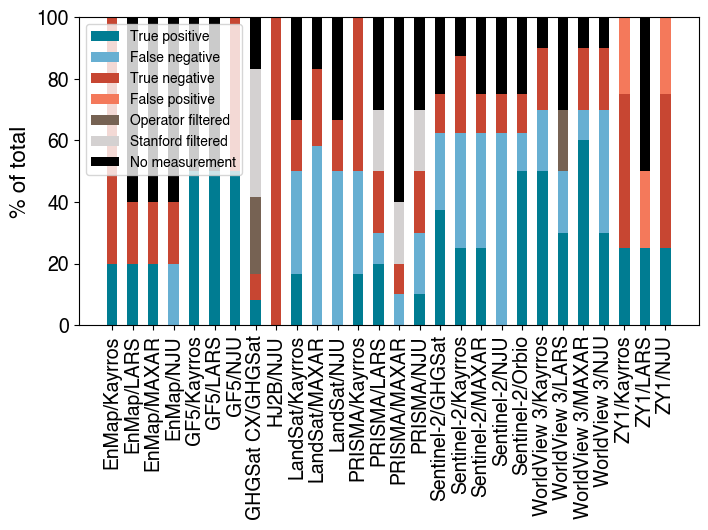 100
80
60
40
20
0
% of total
True positive
False negative
True negative
False positive
Operator filtered
Stanford filtered
No measurement
EnMap/Kayrros
EnMap/LARS
EnMap/MAXAR
EnMap/NJU
GF5/Kayrros
GF5/LARS
GF5/NJU
GHGSat CX/GHGSat
HJ2B/NJU
LandSat/Kayrros
LandSat/MAXAR
LandSat/NJU
PRISMA/Kayrros
PRISMA/LARS
PRISMA/MAXAR
PRISMA/NJU
Sentinel-2/GHGSat
Sentinel-2/Kayrros
Sentinel-2/MAXAR
Sentinel-2/NJU
Sentinel-2/Orbio
WorldView 3/Kayrros
WorldView 3/LARS
WorldView 3/MAXAR
WorldView 3/NJU
ZY1/Kayrros
ZY1/LARS
ZY1/NJU